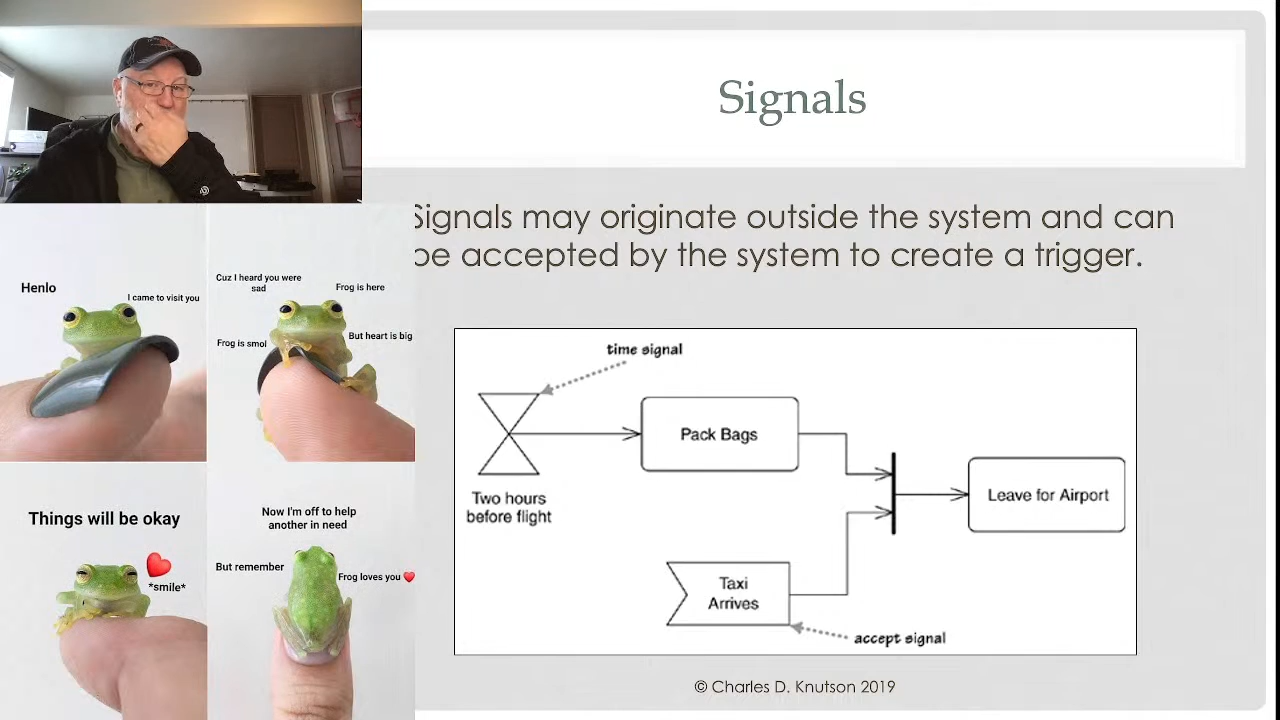 Signals
Signals may originate outside the system and can
be accepted by the system to create a trigger.
Henlo
I came to visit you
Cuz I heard you were
sad
Frog is here
Frog is smol
But heart is big
Things will be okay
*smile*
Now I'm off to help
another in need
But remember
Frog loves you ❤️
time signal
Pack Bags
Two hours
before flight
Leave for Airport
Taxi
Arrives
accept signal
© Charles D. Knutson 2019